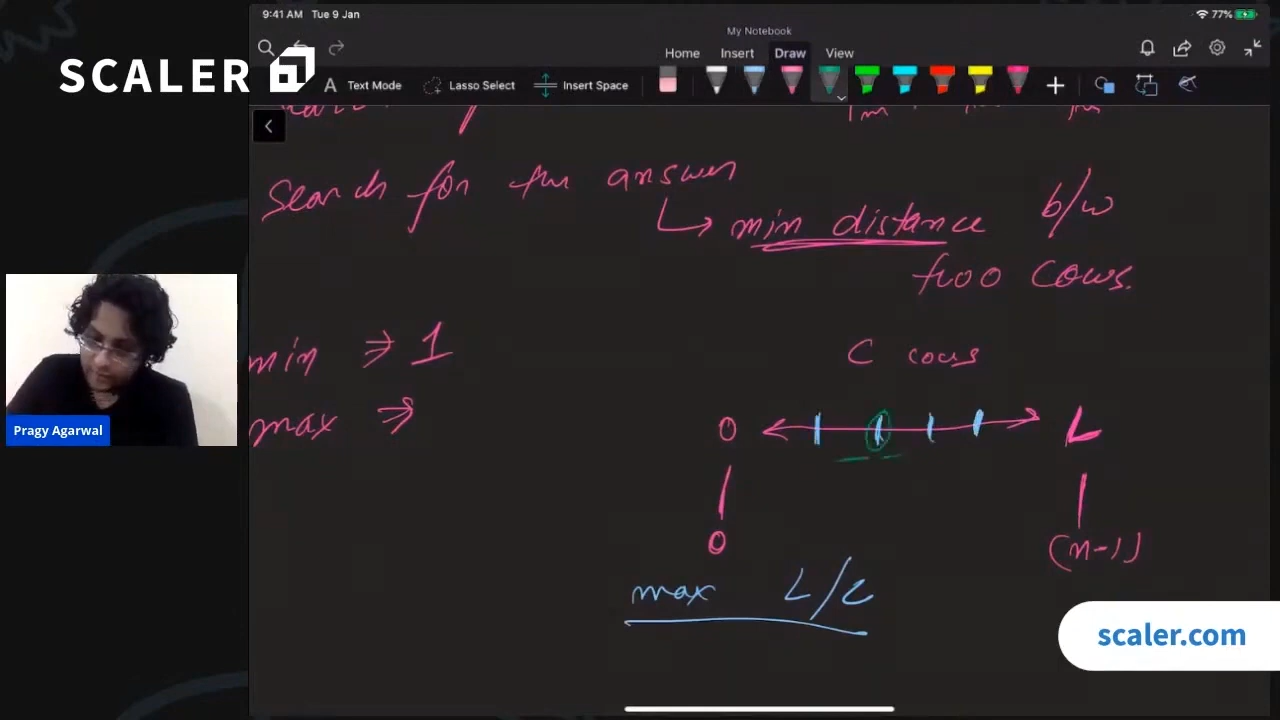 9:41 AM Tue 9 Jan
77%
My Notebook
Home Insert Draw View
SCALER
Text Mode Lasso Select Insert Space
1m 1m
Search for the answer
min distance b/w
two cows.
min ⇒ 1
C cows
max ⇒
0 L
0 (n-1)
max L/C
Pragy Agarwal
scaler.com